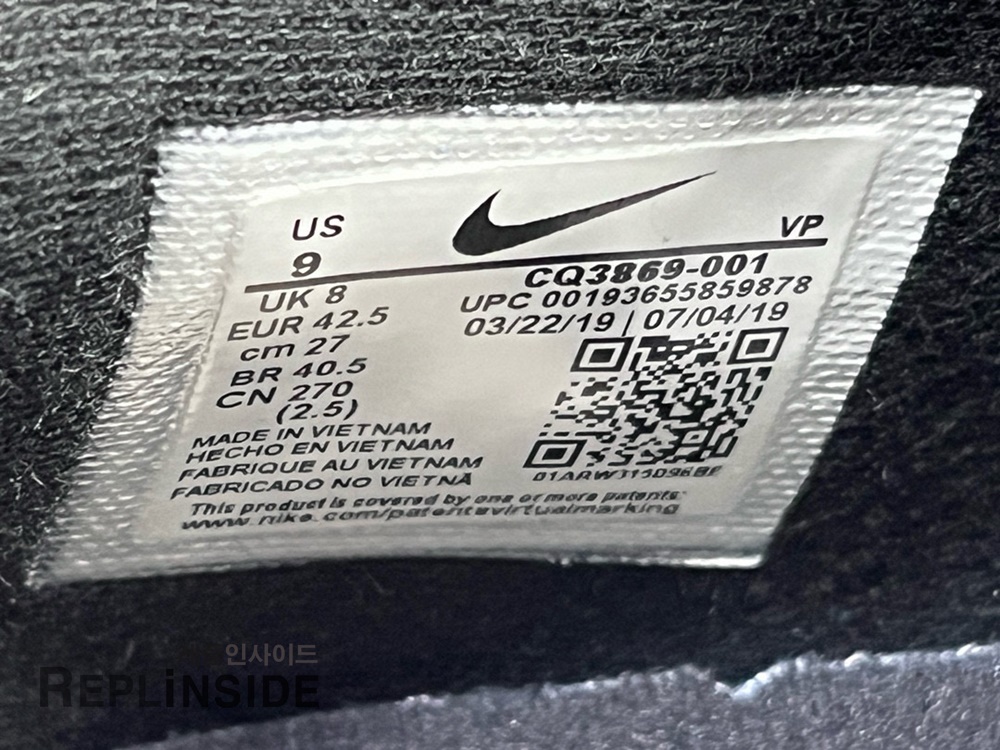 US
9
VP
UK 8
EUR 42.5
cm 27
BR 40.5
CN 270
(2.5)
CQ3869-001
UPC 00193655859878
03/22/19 | 07/04/19
MADE IN VIETNAM
HECHO EN VIETNAM
FABRIQUE AU VIETNAM
FABRICADO NO VIETNÃ
This product is covered by one or more patents:
www.nike.com/patentsvirtualmarking
인사이드
REPLINSIDE